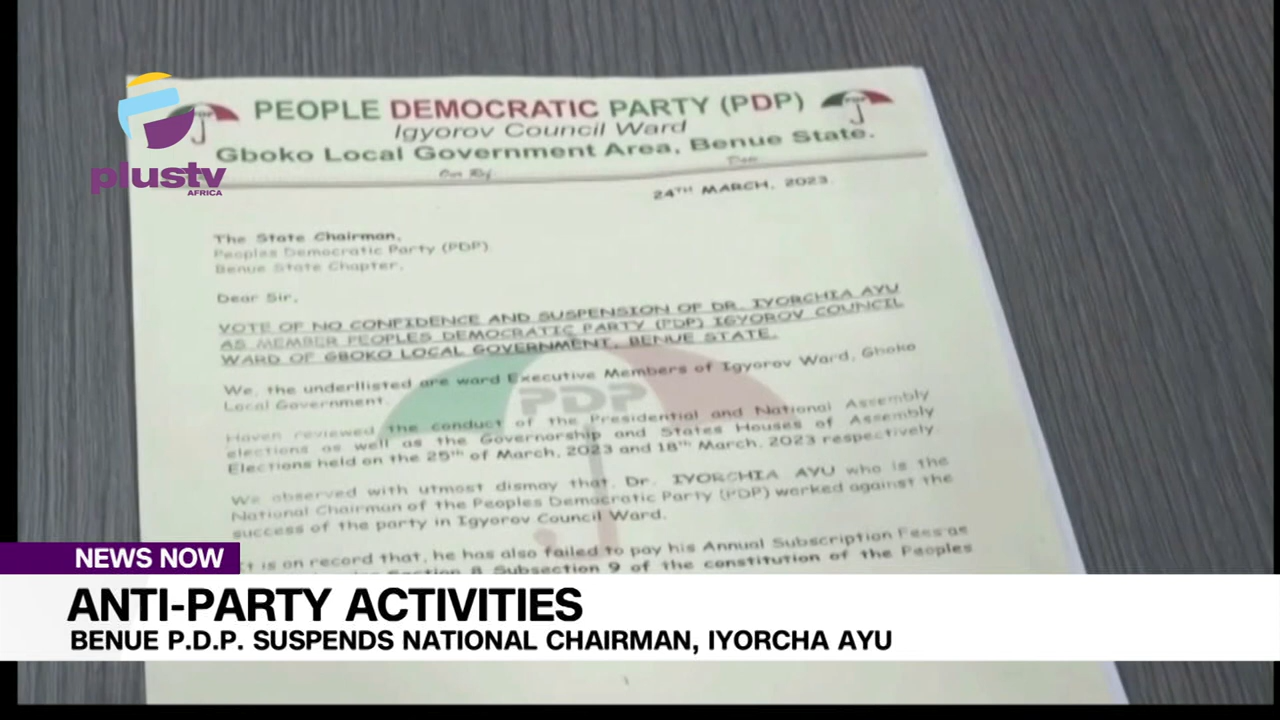 PEOPLE DEMOCRATIC PARTY (PDP)
Igyorov Council Ward
Gboko Local Government Area, Benue State.
Our Ref
Date
plustv
AFRICA
24TH MARCH, 2023
The State Chairman,
Peoples Democratic Party (PDP)
Benue State Chapter.
Dear Sir,
VOTE OF NO CONFIDENCE AND SUSPENSION OF DR. IYORCHIA AYU
AS MEMBER PEOPLES DEMOCRATIC PARTY (PDP) IGYOROV COUNCIL
WARD OF GBOKO LOCAL GOVERNMENT, BENUE STATE.
We, the underllisted are ward Executive Members of Igyorov Ward, Gboko
Local Government.
PDP
Haven reviewed the conduct of the Presidential and National Assembly
elections as well as the Governorship and States Houses of Assembly
Elections held on the 25th of March, 2023 and 18th March, 2023 respectively
We observed with utmost dismay that, Dr. IYORCHIA AYU who is the
National Chairman of the Peoples Democratic Party (PDP) worked against the
success of the party in Igyorov Council Ward.
It is on record that, he has also failed to pay his Annual Subscription Fees as
Section 8 Subsection 9 of the constitution of the Peoples
NEWS NOW
ANTI-PARTY ACTIVITIES
BENUE P.D.P. SUSPENDS NATIONAL CHAIRMAN, IYORCHA AYU